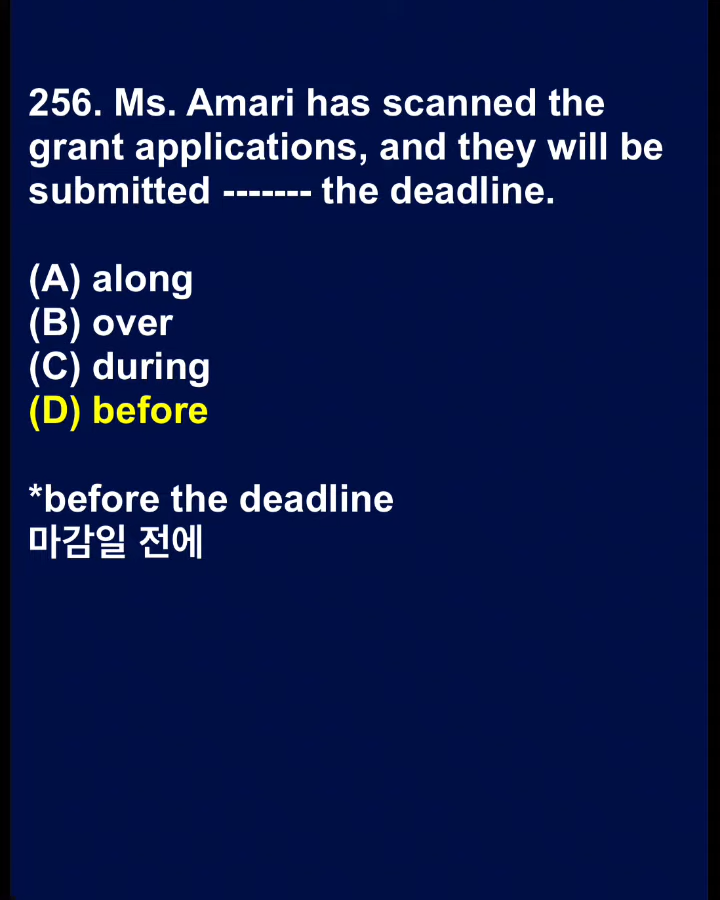 256. Ms. Amari has scanned the
grant applications, and they will be
submitted ------- the deadline.
(A) along
(B) over
(C) during
(D) before
*before the deadline
마감일 전에